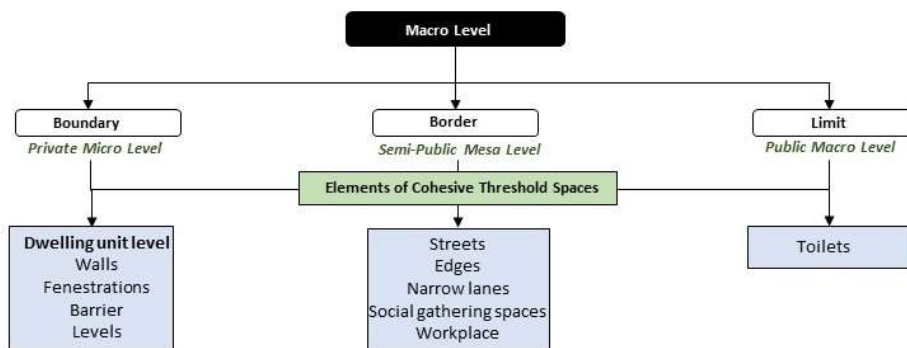 Macro Level
Boundary
Private Micro Level
Border
Semi-Public Mesa Level
Limit
Public Macro Level
Elements of Cohesive Threshold Spaces
Dwelling unit level
Walls
Fenestrations
Barrier
Levels
Streets
Edges
Narrow lanes
Social gathering spaces
Workplace
Toilets